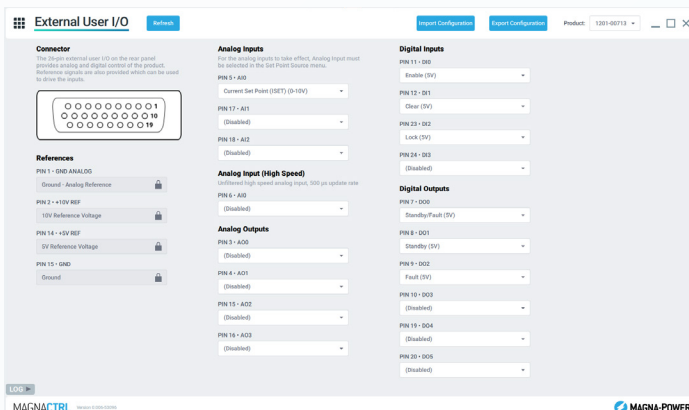 External User I/O
Refresh
Import Configuration
Export Configuration
Product:
1201-00713
Connector
The 26-pin external user I/O on the rear panel
provides analog and digital control of the product.
Reference signals are also provided which can be used
to drive the inputs.
1
10
19
References
PIN 1 • GND ANALOG
Ground - Analog Reference
PIN 2 • +10V REF
10V Reference Voltage
PIN 14 • +5V REF
5V Reference Voltage
PIN 15 • GND
Ground
Analog Inputs
For the analog inputs to take effect, Analog Input must
be selected in the Set Point Source menu.
PIN 5 • AI0
Current Set Point (ISET) (0-10V)
PIN 17 • AI1
(Disabled)
PIN 18 • AI2
(Disabled)
Analog Input (High Speed)
Unfiltered high speed analog input, 500 µs update rate
PIN 6 • AI0
(Disabled)
Analog Outputs
PIN 3 • AO0
(Disabled)
PIN 4 • AO1
(Disabled)
PIN 15 • AO2
(Disabled)
PIN 16 • AO3
(Disabled)
Digital Inputs
PIN 11 • DI0
Enable (5V)
PIN 12 • DI1
Clear (5V)
PIN 23 • DI2
Lock (5V)
PIN 24 • DI3
(Disabled)
Digital Outputs
PIN 7 • DO0
Standby/Fault (5V)
PIN 8 • DO1
Standby (5V)
PIN 9 • DO2
Fault (5V)
PIN 10 • DO3
(Disabled)
PIN 19 • DO4
(Disabled)
PIN 20 • DO5
(Disabled)
LOG
MAGNACTRL
MAGNA-POWER